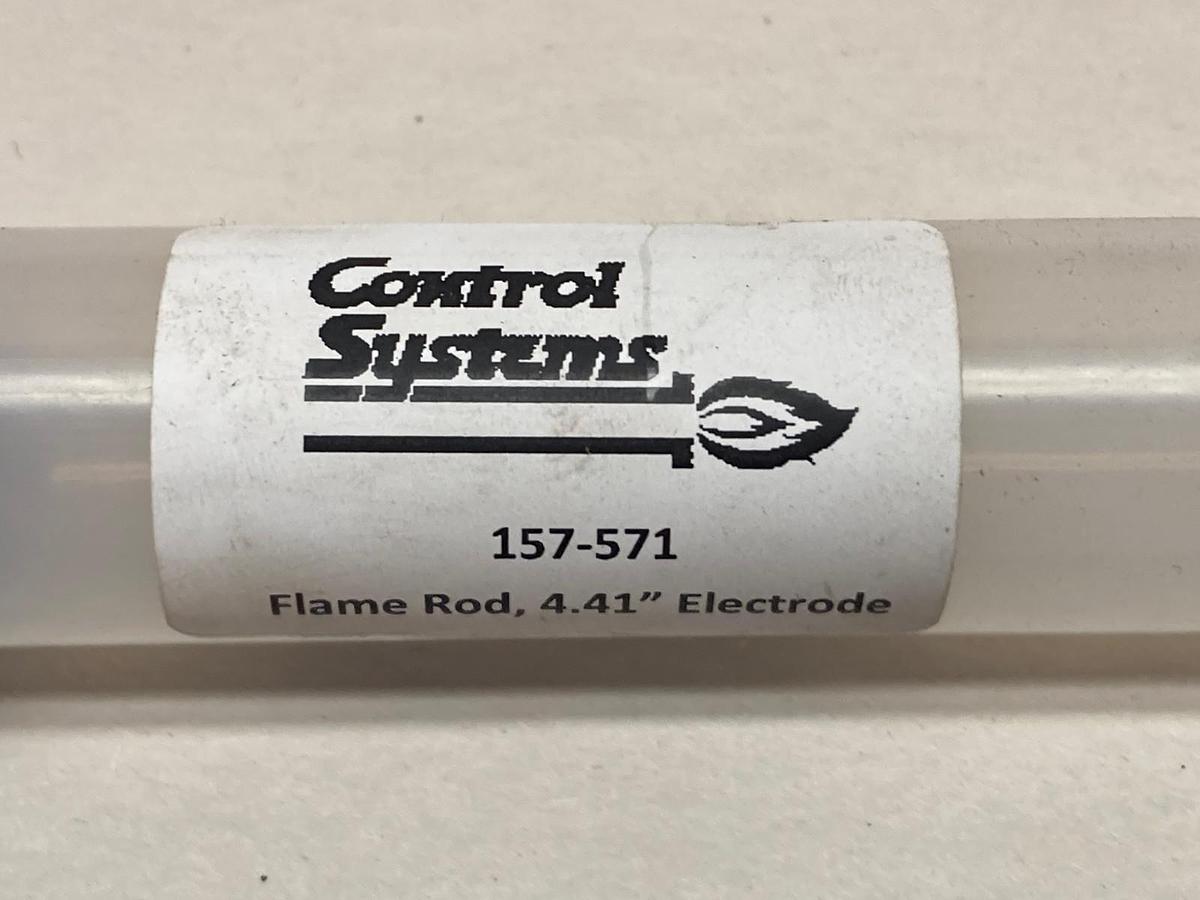 Control
Systems
157-571
Flame Rod, 4.41” Electrode